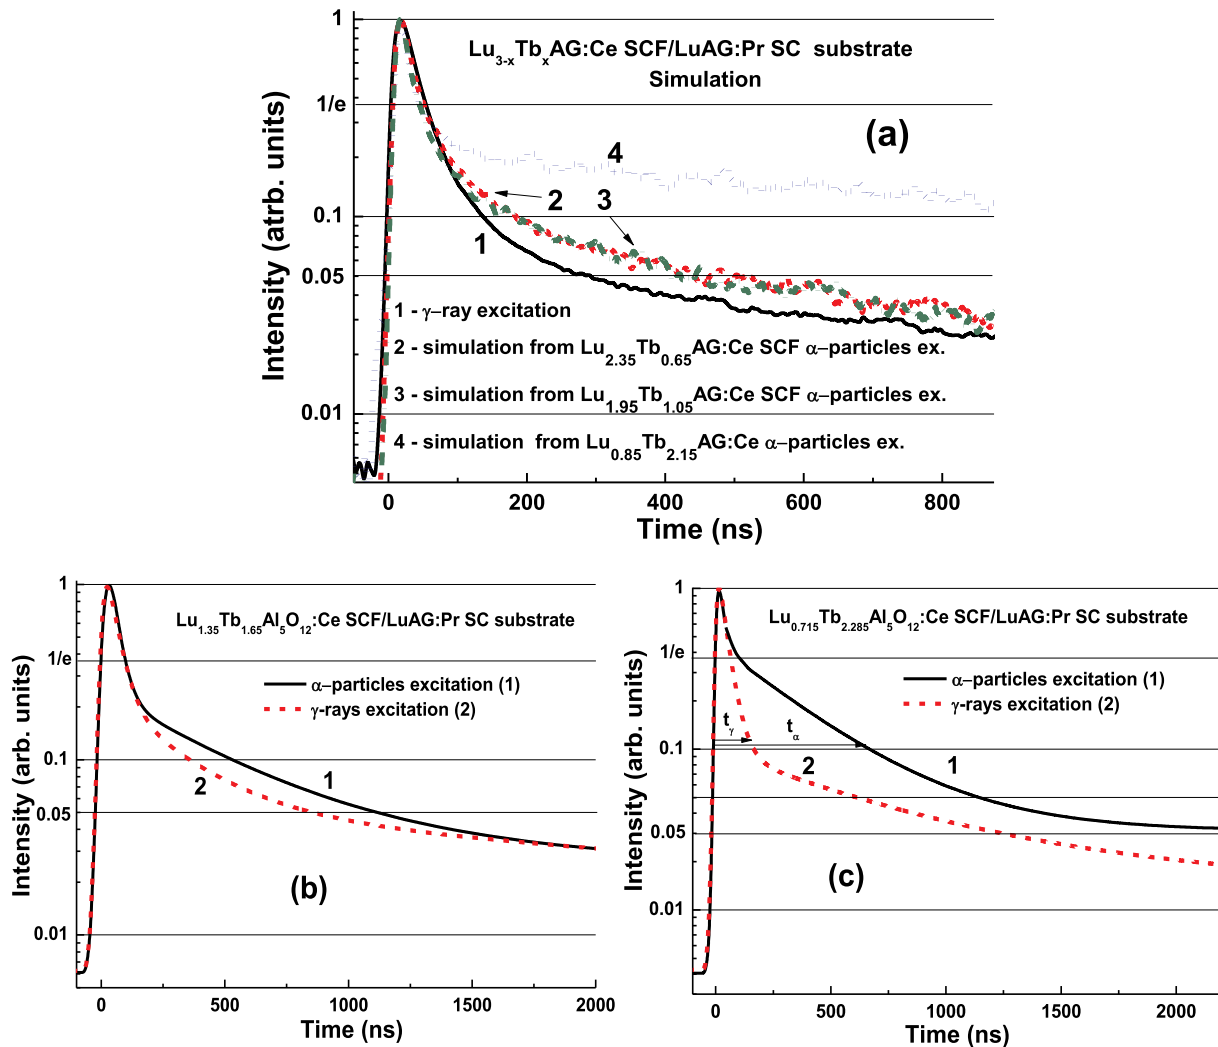 Lu3-xTbxAG:Ce SCF/LuAG:Pr SC substrate
Simulation
(a)
Intensity (atrb. units)
1
1/e
0.1
0.05
0.01
4
2
3
1
1 - γ–ray excitation
2 - simulation from Lu2.35Tb0.65AG:Ce SCF α–particles ex.
3 - simulation from Lu1.95Tb1.05AG:Ce SCF α–particles ex.
4 - simulation from Lu0.85Tb2.15AG:Ce α–particles ex.
0 200 400 600 800
Time (ns)
Lu1.35Tb1.65Al5O12:Ce SCF/LuAG:Pr SC substrate
α–particles excitation (1)
γ-rays excitation (2)
Intensity (arb. units)
1
1/e
0.1
0.05
0.01
1
2
(b)
0 500 1000 1500 2000
Time (ns)
Lu0.715Tb2.285Al5O12:Ce SCF/LuAG:Pr SC substrate
α–particles excitation (1)
γ-rays excitation (2)
Intensity (arb. units)
1
1/e
0.1
0.05
0.01
tγ tα
2 1
(c)
0 500 1000 1500 2000
Time (ns)